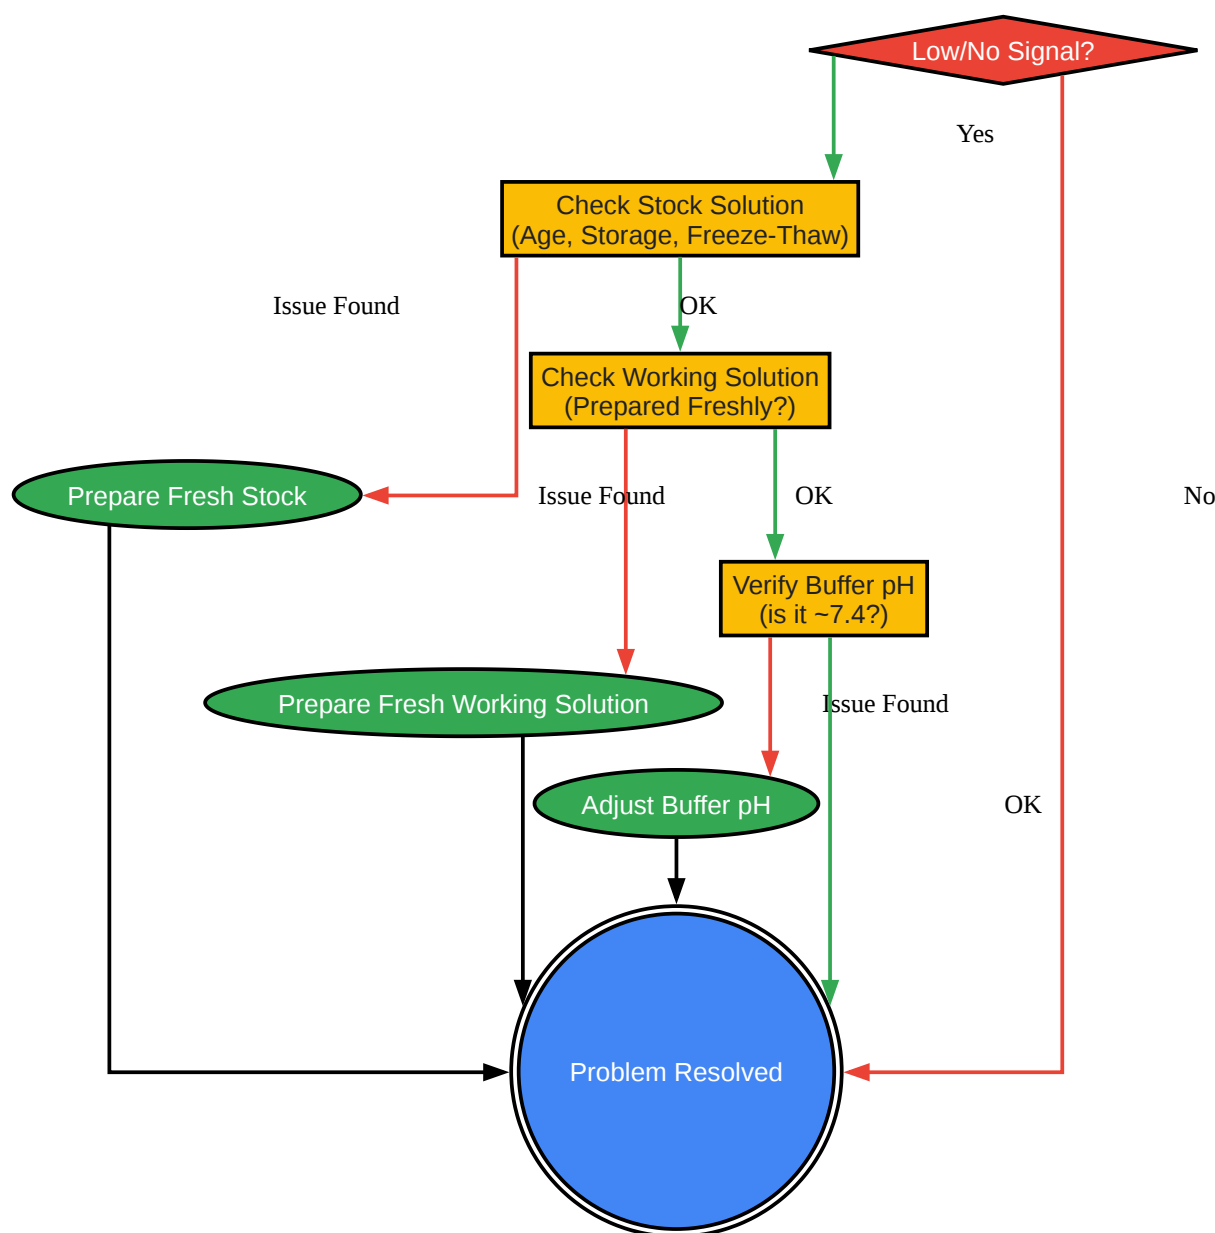 Low/No Signal?
Yes
Check Stock Solution
(Age, Storage, Freeze-Thaw)
Issue Found
OK
Check Working Solution
(Prepared Freshly?)
Prepare Fresh Stock
Issue Found
OK
No
Verify Buffer pH
(is it ~7.4?)
Prepare Fresh Working Solution
Issue Found
Adjust Buffer pH
OK
Problem Resolved